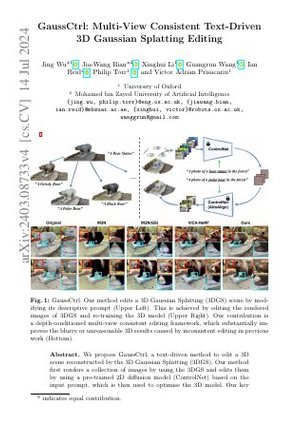 GaussCtrl: Multi-View Consistent Text-Driven
3D Gaussian Splatting Editing
Jing Wu*1, Jia-Wang Bian*2, Xinghui Li1, Guangrun Wang1, Ian
Reid2, Philip Torr1, and Victor Adrian Prisacariu1
1 University of Oxford
2 Mohamed bin Zayed University of Artificial Intelligence
{jing.wu, philip.torr}@eng.ox.ac.uk, {jiawang.bian,
ian.reid}@mbzuai.ac.ae, {xinghui, victor}@robots.ox.ac.uk,
wanggrun@gmail.com
arXiv:2403.08733v4 [cs.CV] 14 Jul 2024
"A Bear Statue"
"A Grizzly Bear"
"A Polar Bear"
"A Black Bear"
ControlNet
"A photo of a bear statue in the forest"
"A photo of a polar bear in the forest"
ControlNet
(AttnAlign)
Original
IN2N
IN2N(GS)
ViCA-NeRF
Ours
Fig. 1: GaussCtrl. Our method edits a 3D Gaussian Splatting (3DGS) scene by mod-
ifying its descriptive prompt (Upper Left). This is achieved by editing the rendered
images of 3DGS and re-training the 3D model (Upper Right). Our contribution is
a depth-conditioned multi-view consistent editing framework, which substantially im-
proves the blurry or unreasonable 3D results caused by inconsistent editing in previous
work (Bottom).
Abstract. We propose GaussCtrl, a text-driven method to edit a 3D
scene reconstructed by the 3D Gaussian Splatting (3DGS). Our method
first renders a collection of images by using the 3DGS and edits them
by using a pre-trained 2D diffusion model (ControlNet) based on the
input prompt, which is then used to optimise the 3D model. Our key
* indicates equal contribution.